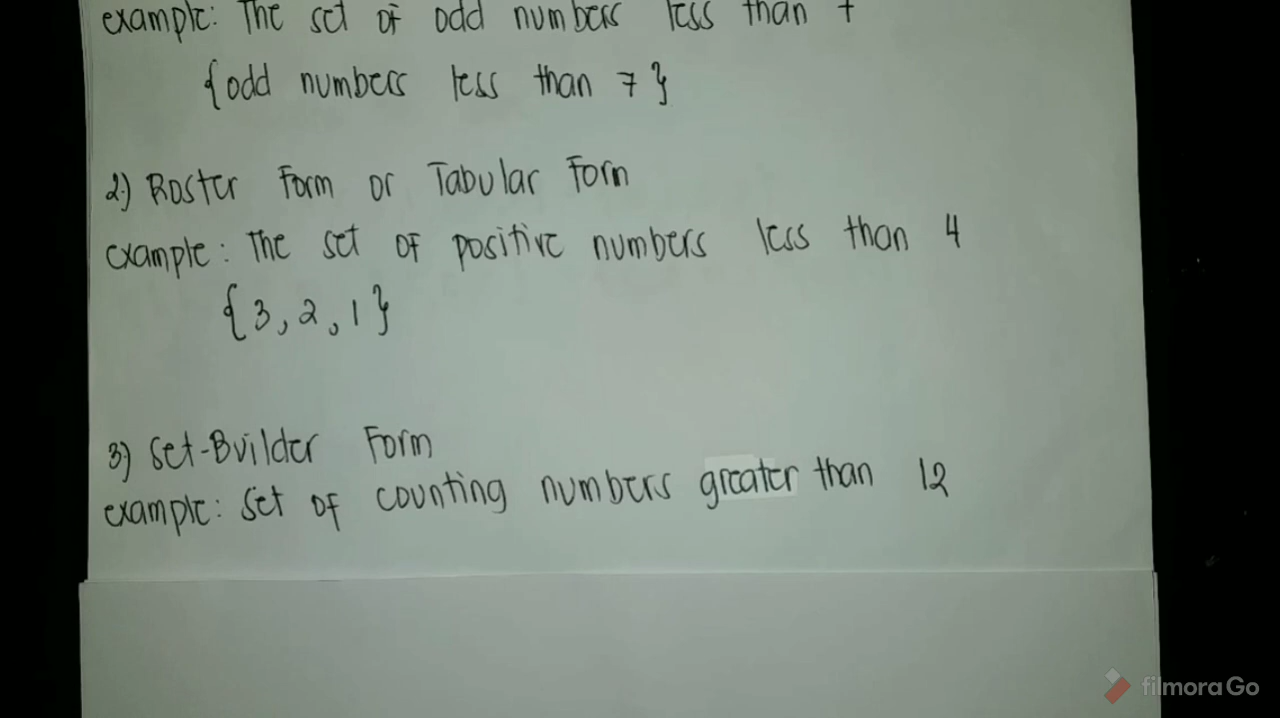 example: The set of odd numbers less than 7
{odd numbers less than 7}
2.) Roster Form or Tabular Form
example: The set of positive numbers less than 4
{3, 2, 1}
3) Set-Builder Form
example: Set of counting numbers greater than 12
filmoraGo